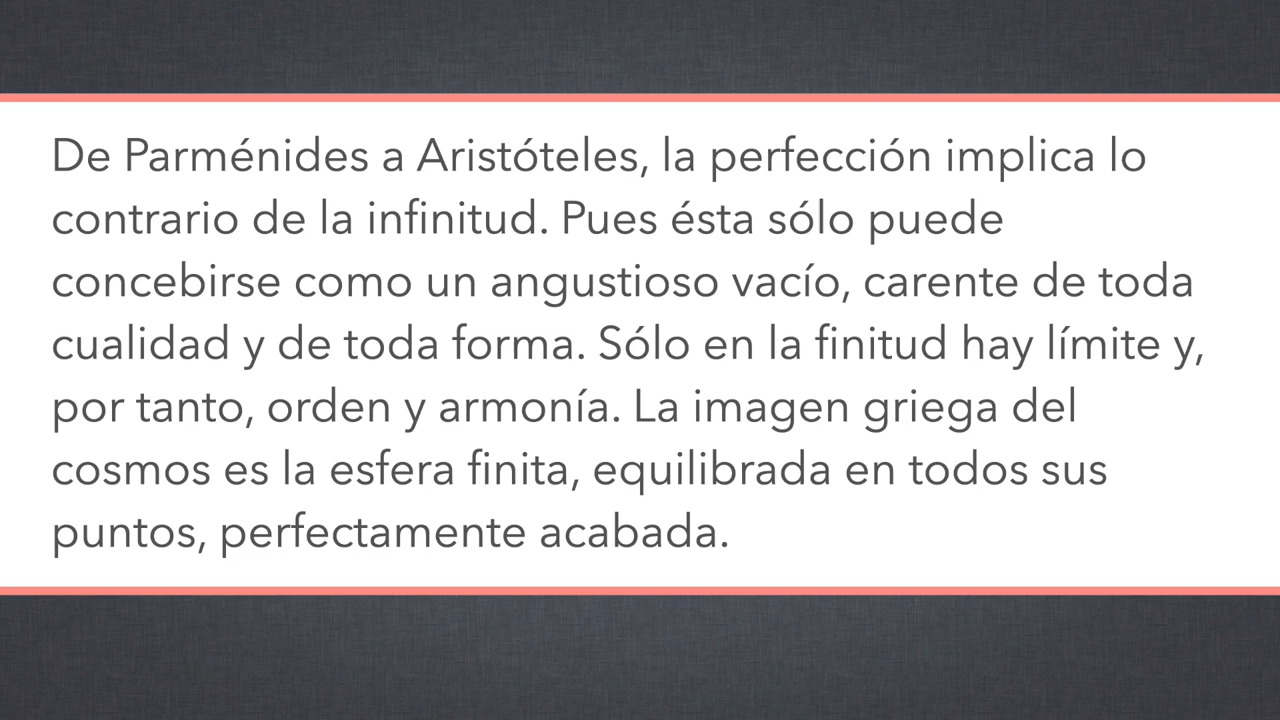 De Parménides a Aristóteles, la perfección implica lo
contrario de la infinitud. Pues ésta sólo puede
concebirse como un angustioso vacío, carente de toda
cualidad y de toda forma. Sólo en la finitud hay límite y,
por tanto, orden y armonía. La imagen griega del
cosmos es la esfera finita, equilibrada en todos sus
puntos, perfectamente acabada.